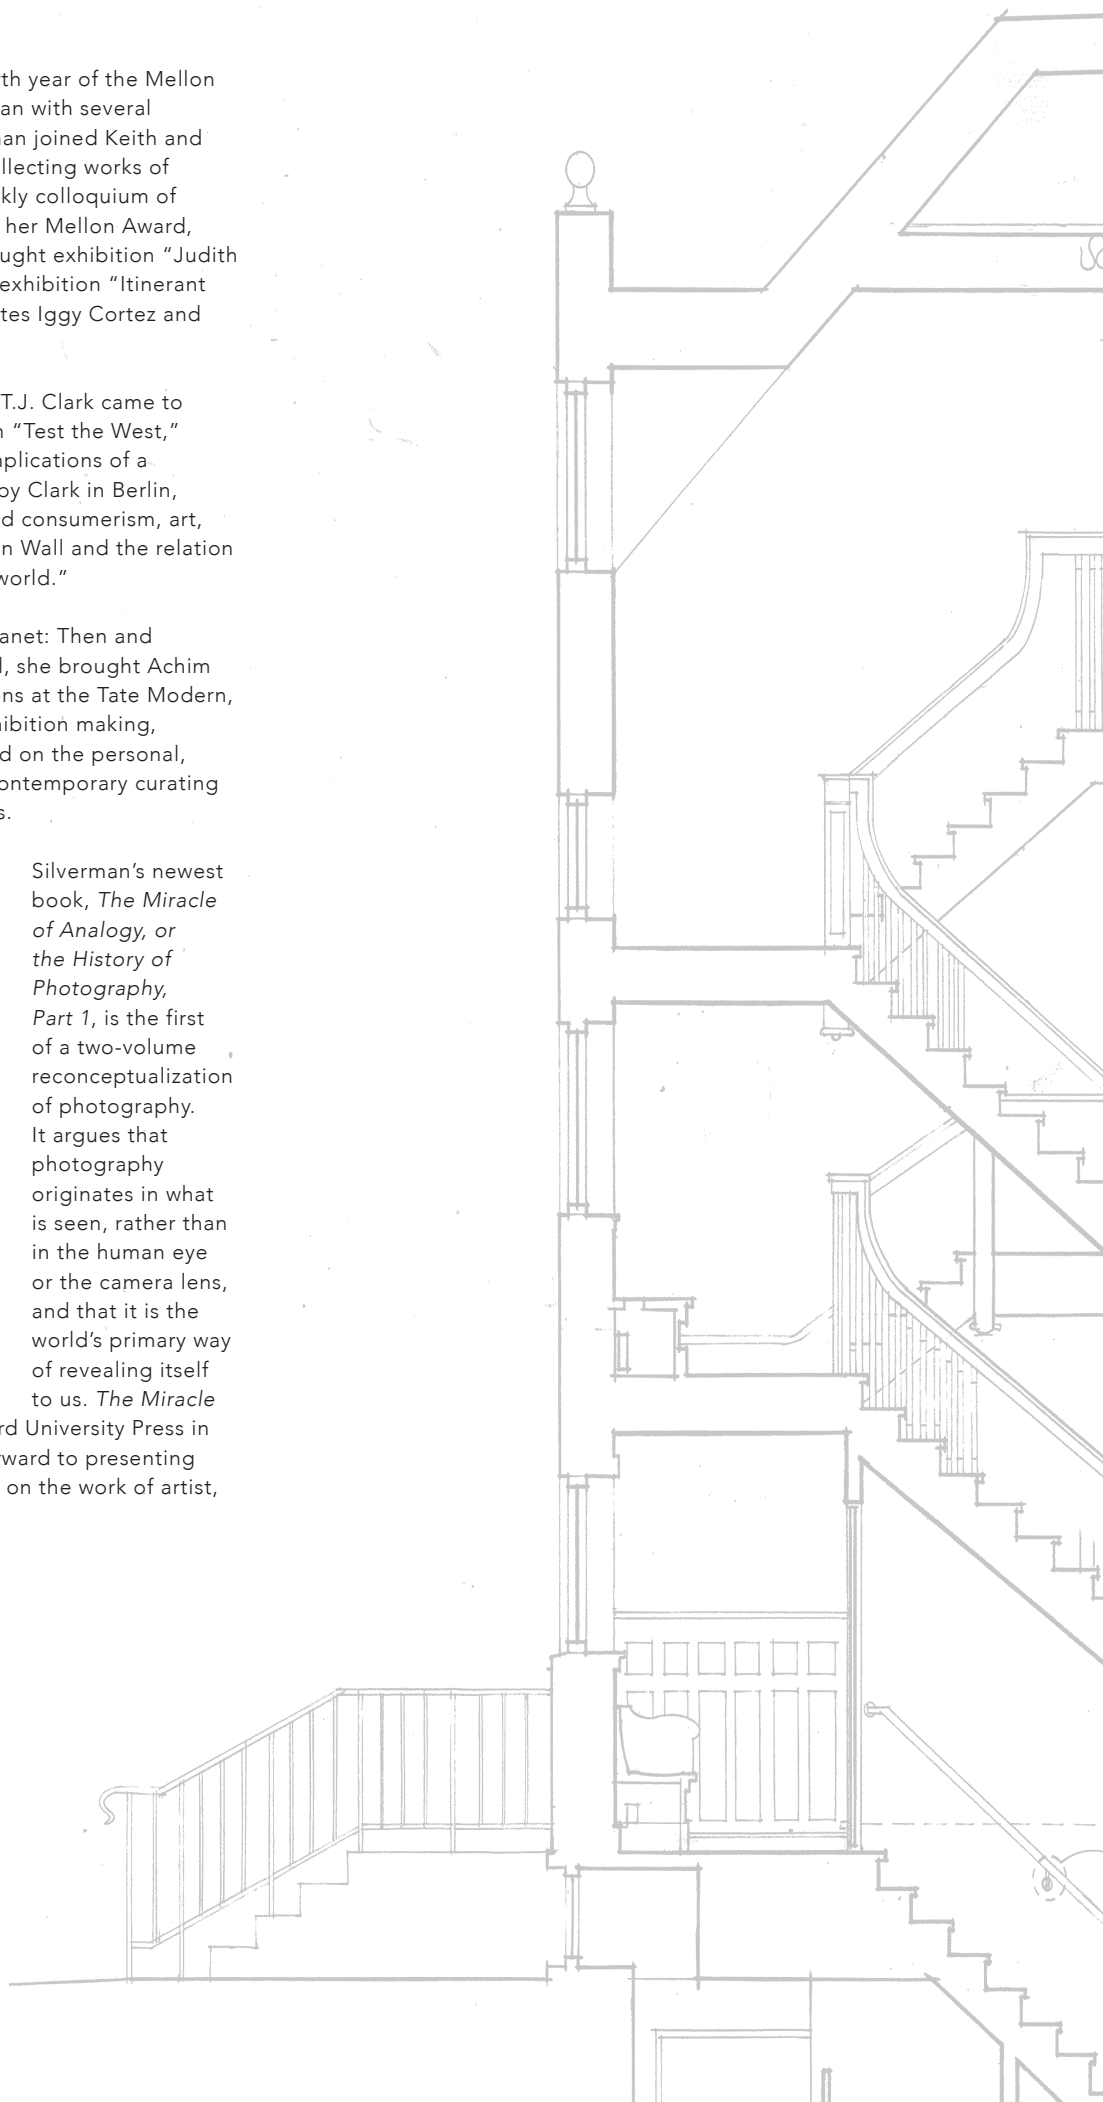 th year of the Mellon
an with several
an joined Keith and
llecting works of
kly colloquium of
her Mellon Award,
ught exhibition “Judith
exhibition “Itinerant
tes Iggy Cortez and
T.J. Clark came to
n “Test the West,”
mplications of a
by Clark in Berlin,
d consumerism, art,
n Wall and the relation
world.”
anet: Then and
l, she brought Achim
ns at the Tate Modern,
hibition making,
d on the personal,
contemporary curating
s.
Silverman’s newest
book, The Miracle
of Analogy, or
the History of
Photography,
Part 1, is the first
of a two-volume
reconceptualization
of photography.
It argues that
photography
originates in what
is seen, rather than
in the human eye
or the camera lens,
and that it is the
world’s primary way
of revealing itself
to us. The Miracle
rd University Press in
rward to presenting
on the work of artist,